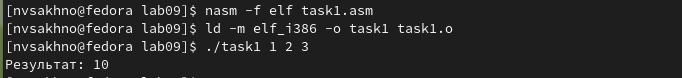 [nvsakhno@fedora lab09]$ nasm -f elf task1.asm
[nvsakhno@fedora lab09]$ ld -m elf_i386 -o task1 task1.o
[nvsakhno@fedora lab09]$ ./task1 1 2 3
Результат: 10